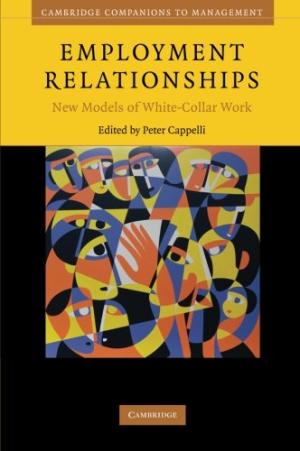 CAMBRIDGE COMPANIONS TO MANAGEMENT
EMPLOYMENT
RELATIONSHIPS
New Models of White-Collar Work
Edited by Peter Cappelli
CAMBRIDGE